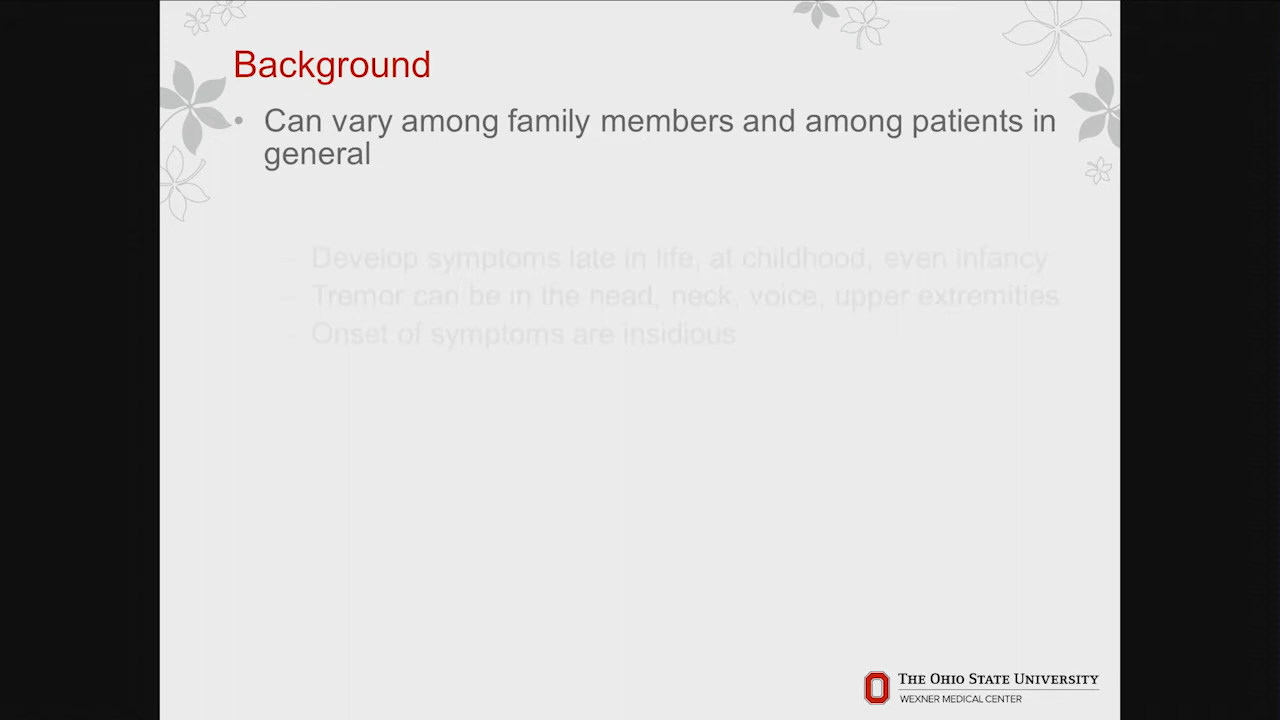 Background
• Can vary among family members and among patients in
general
– Develop symptoms late in life, at childhood, even infancy
– Tremor can be in the head, neck, voice, upper extremities
– Onset of symptoms are insidious
THE OHIO STATE UNIVERSITY
WEXNER MEDICAL CENTER